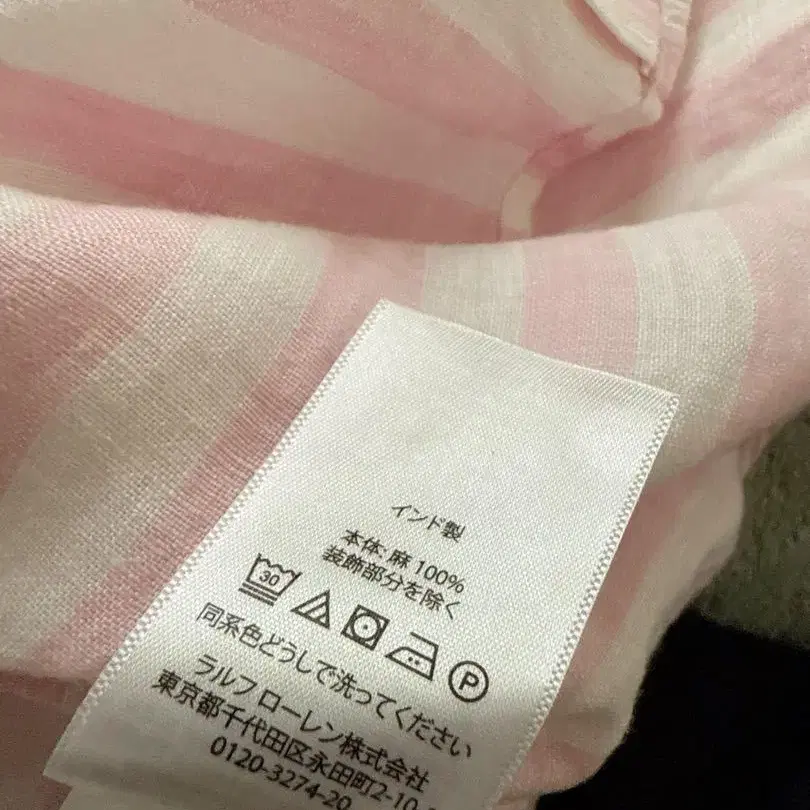 インド製
本体: 麻 100%
装飾部分を除く
30 P
同系色どうしで洗ってください
ラルフ ローレン株式会社
東京都千代田区永田町2-10-
0120-3274-20